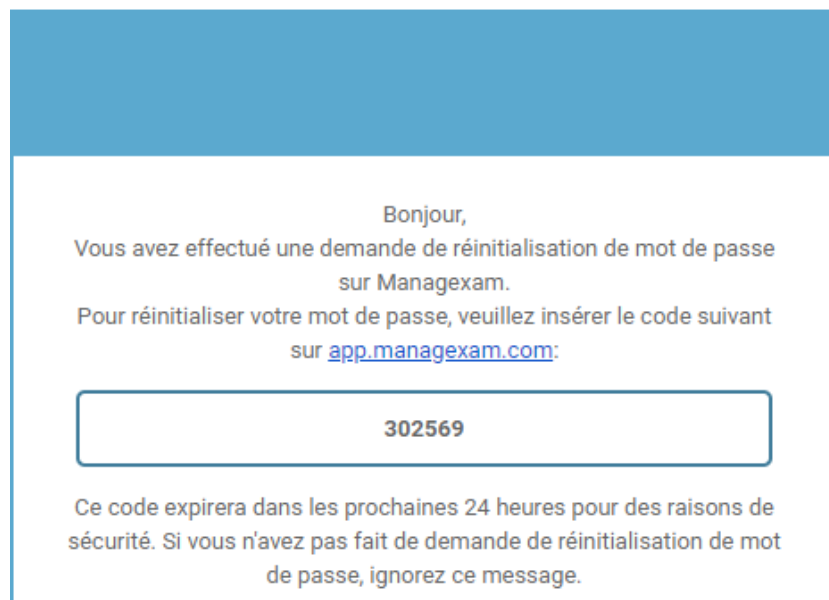 Bonjour,
Vous avez effectué une demande de réinitialisation de mot de passe
sur Managexam.
Pour réinitialiser votre mot de passe, veuillez insérer le code suivant
sur app.managexam.com:
302569
Ce code expirera dans les prochaines 24 heures pour des raisons de
sécurité. Si vous n'avez pas fait de demande de réinitialisation de mot
de passe, ignorez ce message.